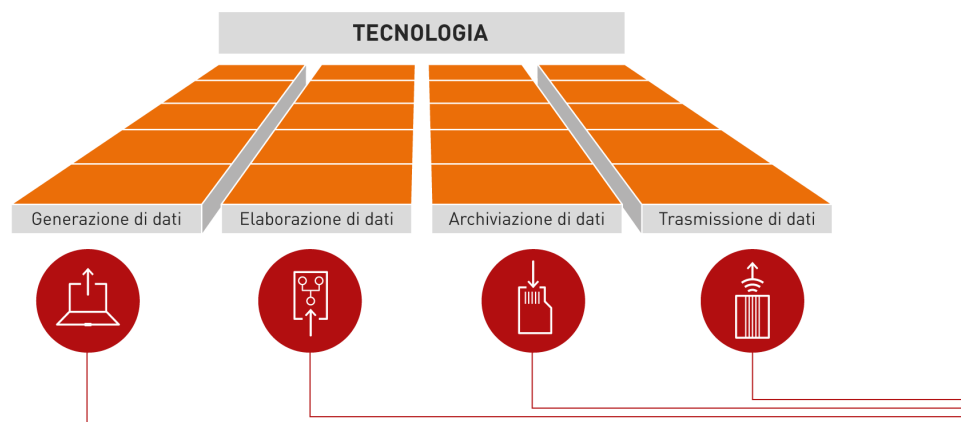 TECNOLOGIA
Generazione di dati
Elaborazione di dati
Archiviazione di dati
Trasmissione di dati